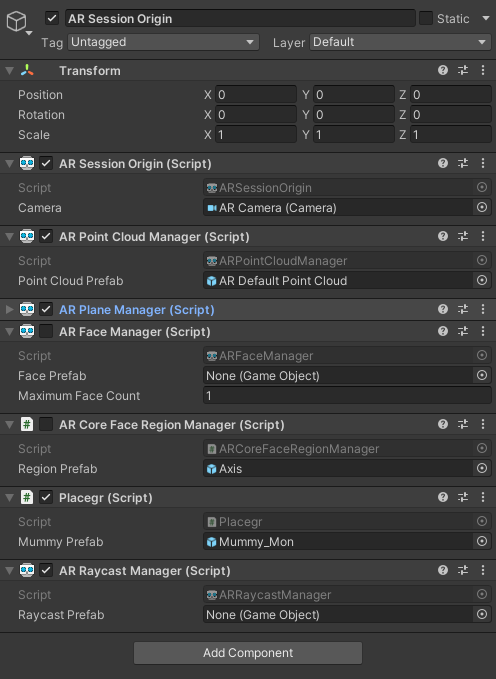 AR Session Origin Static
Tag Untagged Layer Default
Transform
Position X 0 Y 0 Z 0
Rotation X 0 Y 0 Z 0
Scale X 1 Y 1 Z 1
AR Session Origin (Script)
Script ARSessionOrigin
Camera AR Camera (Camera)
AR Point Cloud Manager (Script)
Script ARPointCloudManager
Point Cloud Prefab AR Default Point Cloud
AR Plane Manager (Script)
AR Face Manager (Script)
Script ARFaceManager
Face Prefab None (Game Object)
Maximum Face Count 1
# AR Core Face Region Manager (Script)
Script # ARCoreFaceRegionManager
Region Prefab Axis
# Placegr (Script)
Script # Placegr
Mummy Prefab Mummy_Mon
AR Raycast Manager (Script)
Script ARRaycastManager
Raycast Prefab None (Game Object)
Add Component